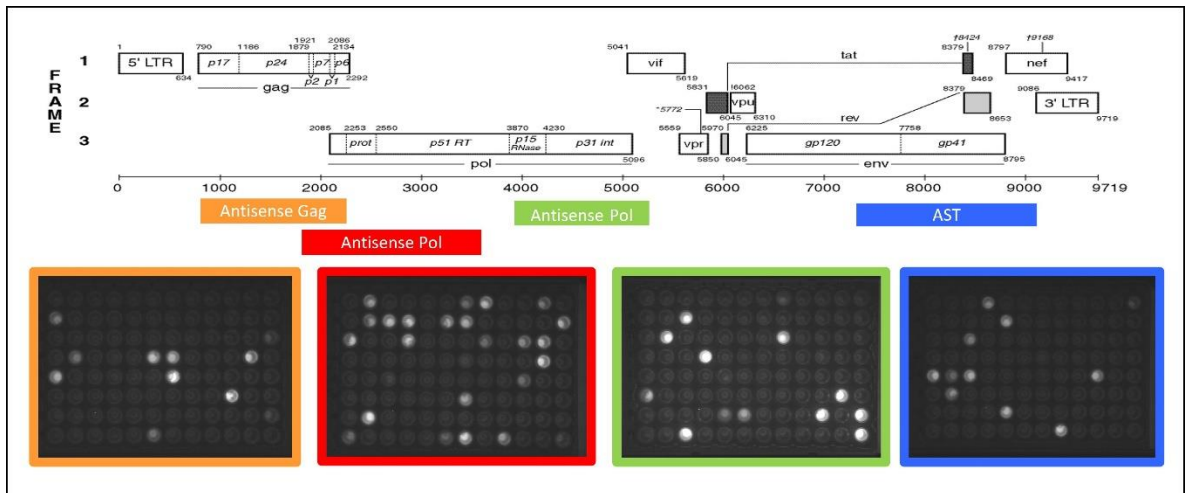 FRAME
1
1
634
5' LTR
790
1186
1921
1879
2086
2134
2292
p17
p24
p7
p6
p2
p1
gag
5041
vif
5619
tat
†8424
8379
8469
8797
†9168
nef
9417
2
*5772
5831
6045
!6062
vpu
6310
rev
8379
8653
9086
3' LTR
9719
3
2085
2253
2550
3870
4230
5096
prot
p51 RT
p15
RNase
p31 int
pol
5559
vpr
5850
5970
6045
6225
7758
8795
gp120
gp41
env
0
1000
2000
3000
4000
5000
6000
7000
8000
9000
9719
Antisense Gag
Antisense Pol
AST
Antisense Pol